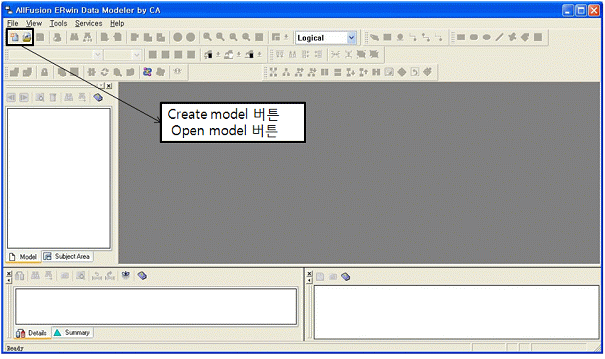 AllFusion ERwin Data Modeler by CA
File View Tools Services Help
Logical
Create model 버튼
Open model 버튼
Model Subject Area
Details Summary
Ready